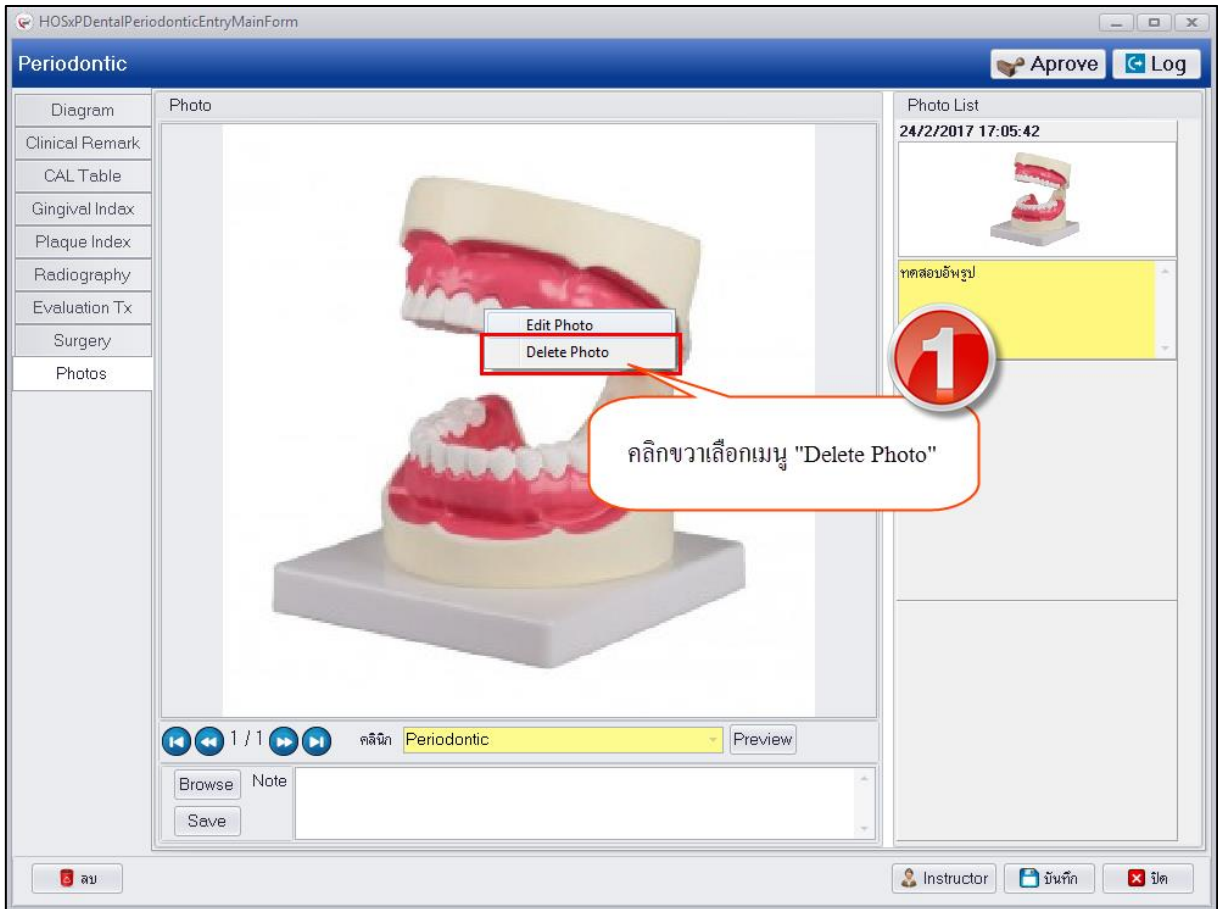 HOSxPDentalPeriodonticEntryMainForm
Periodontic
Aprove
Log
Diagram
Clinical Remark
CAL Table
Gingival Index
Plaque Index
Radiography
Evaluation Tx
Surgery
Photos
Photo
Edit Photo
Delete Photo
คลิกขวาเลือกเมนู "Delete Photo"
1
1 / 1
คลินิก
Periodontic
Preview
Browse
Note
Save
Photo List
24/2/2017 17:05:42
ทดสอบอัพรูป
ลบ
Instructor
บันทึก
ปิด